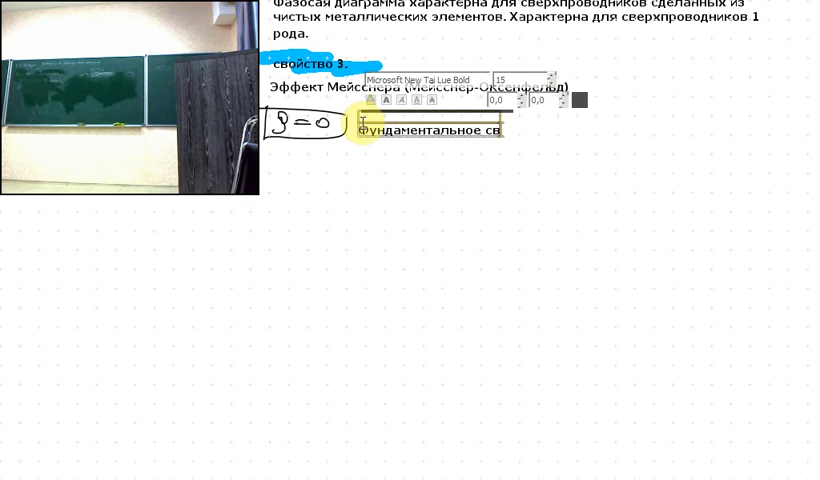 Фазосая диаграмма характерна для сверхпроводников сделанных из
чистых металлических элементов. Характерна для сверхпроводников 1
рода.
свойство 3.
Microsoft New Tai Lue Bold 15
Эффект Мейсснера (Мейсснер-Оксенфельд)
A A A A 0,0 0,0
ρ = 0
Фундаментальное св